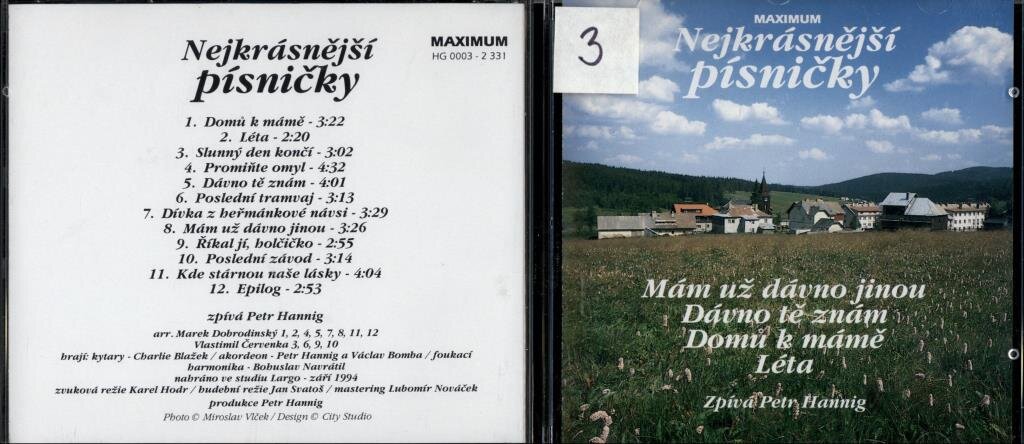 Nejkrásnější
písničky
MAXIMUM
HG 0003 - 2 331
1. Domů k mámě - 3:22
2. Léta - 2:20
3. Slunný den končí - 3:02
4. Promiňte omyl - 4:32
5. Dávno tě znám - 4:01
6. Poslední tramvaj - 3:13
7. Dívka z heřmánkové návsi - 3:29
8. Mám už dávno jinou - 3:26
9. Říkal jí, holčičko - 2:55
10. Poslední závod - 3:14
11. Kde stárnou naše lásky - 4:04
12. Epilog - 2:53
zpívá Petr Hannig
arr. Marek Dobrodinský 1, 2, 4, 5, 7, 8, 11, 12
Vlastimil Červenka 3, 6, 9, 10
hrají: kytary - Charlie Blažek / akordeon - Petr Hannig a Václav Bomba / foukací
harmonika - Bohuslav Navrátil
nahráno ve studiu Largo - září 1994
zvuková režie Karel Hodr / hudební režie Jan Svatoš / mastering Lubomír Nováček
produkce Petr Hannig
Photo © Miroslav Vlček / Design © City Studio
3
MAXIMUM
Nejkrásnější
písničky
Mám už dávno jinou
Dávno tě znám
Domů k mámě
Léta
Zpívá Petr Hannig